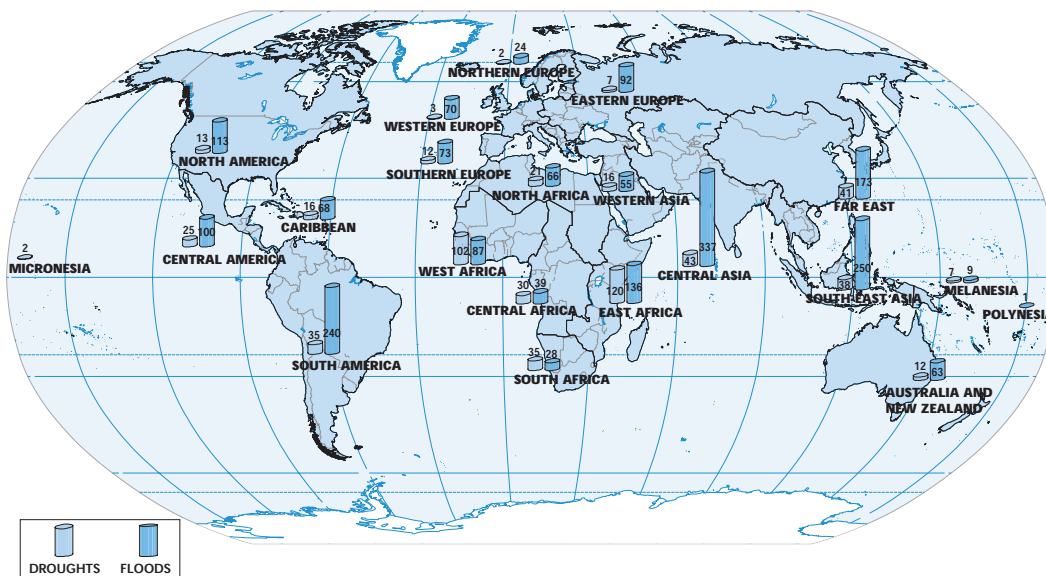 2 24
NORTHERN EUROPE
7 92
EASTERN EUROPE
3 70
WESTERN EUROPE
13 113
NORTH AMERICA
12 73
SOUTHERN EUROPE
21 66
NORTH AFRICA
16 55
WESTERN ASIA
41 173
FAR EAST
16 68
CARIBBEAN
25 100
CENTRAL AMERICA
2
MICRONESIA
102 87
WEST AFRICA
43 337
CENTRAL ASIA
38 250
SOUTH-EAST ASIA
7 9
MELANESIA
1
POLYNESIA
30 39
CENTRAL AFRICA
120 136
EAST AFRICA
35 240
SOUTH AMERICA
35 28
SOUTH AFRICA
12 63
AUSTRALIA AND
NEW ZEALAND
DROUGHTS FLOODS